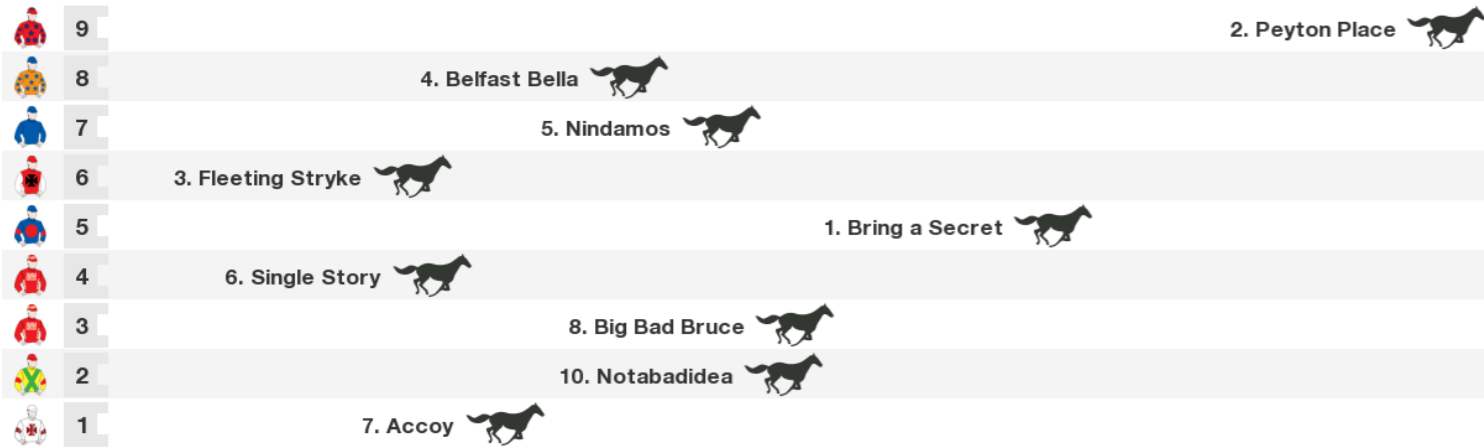 9 2. Peyton Place
8 4. Belfast Bella
7 5. Nindamos
6 3. Fleeting Stryke
5 1. Bring a Secret
4 6. Single Story
3 8. Big Bad Bruce
2 10. Notabadidea
1 7. Accoy